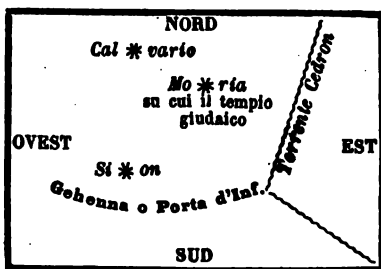 NORD
Cal * vario
Mo * ria
su cui il tempio
giudaico
Torrente Cedron
OVEST
EST
Si * on
Gehenna o Porta d'Inf.
SUD